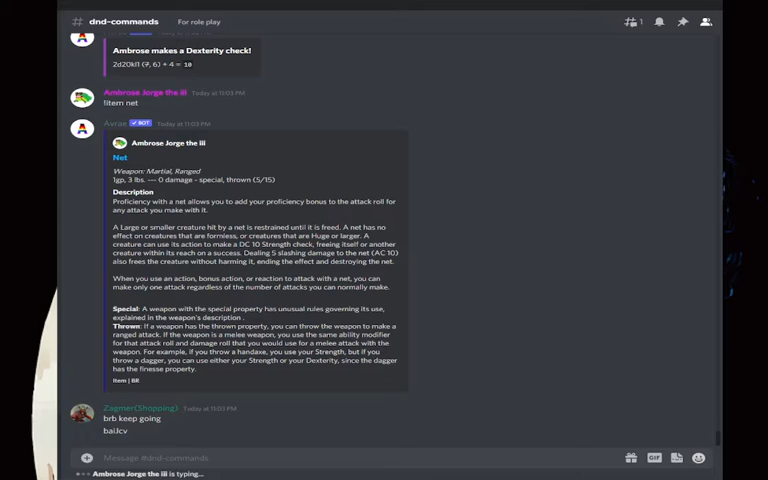 dnd-commands For role play
1
Ambrose makes a Dexterity check!
2d20kl1 (7, 6) + 4 = 10
Ambrose Jorge the iii Today at 11:03 PM
!item net
Avrae BOT Today at 11:03 PM
Ambrose Jorge the iii
Net
Weapon: Martial, Ranged
1gp, 3 lbs. --- 0 damage - special, thrown (5/15)
Description
Proficiency with a net allows you to add your proficiency bonus to the attack roll for
any attack you make with it.
A Large or smaller creature hit by a net is restrained until it is freed. A net has no
effect on creatures that are formless, or creatures that are Huge or larger. A
creature can use its action to make a DC 10 Strength check, freeing itself or another
creature within its reach on a success. Dealing 5 slashing damage to the net (AC 10)
also frees the creature without harming it, ending the effect and destroying the net.
When you use an action, bonus action, or reaction to attack with a net, you can
make only one attack regardless of the number of attacks you can normally make.
Special: A weapon with the special property has unusual rules governing its use,
explained in the weapon's description .
Thrown: If a weapon has the thrown property, you can throw the weapon to make a
ranged attack. If the weapon is a melee weapon, you use the same ability modifier
for that attack roll and damage roll that you would use for a melee attack with the
weapon. For example, if you throw a handaxe, you use your Strength, but if you
throw a dagger, you can use either your Strength or your Dexterity, since the dagger
has the finesse property.
Item | BR
Zagmer(Shopping) Today at 11:03 PM
brb keep going
baiJcv
Message #dnd-commands
GIF
Ambrose Jorge the iii is typing...